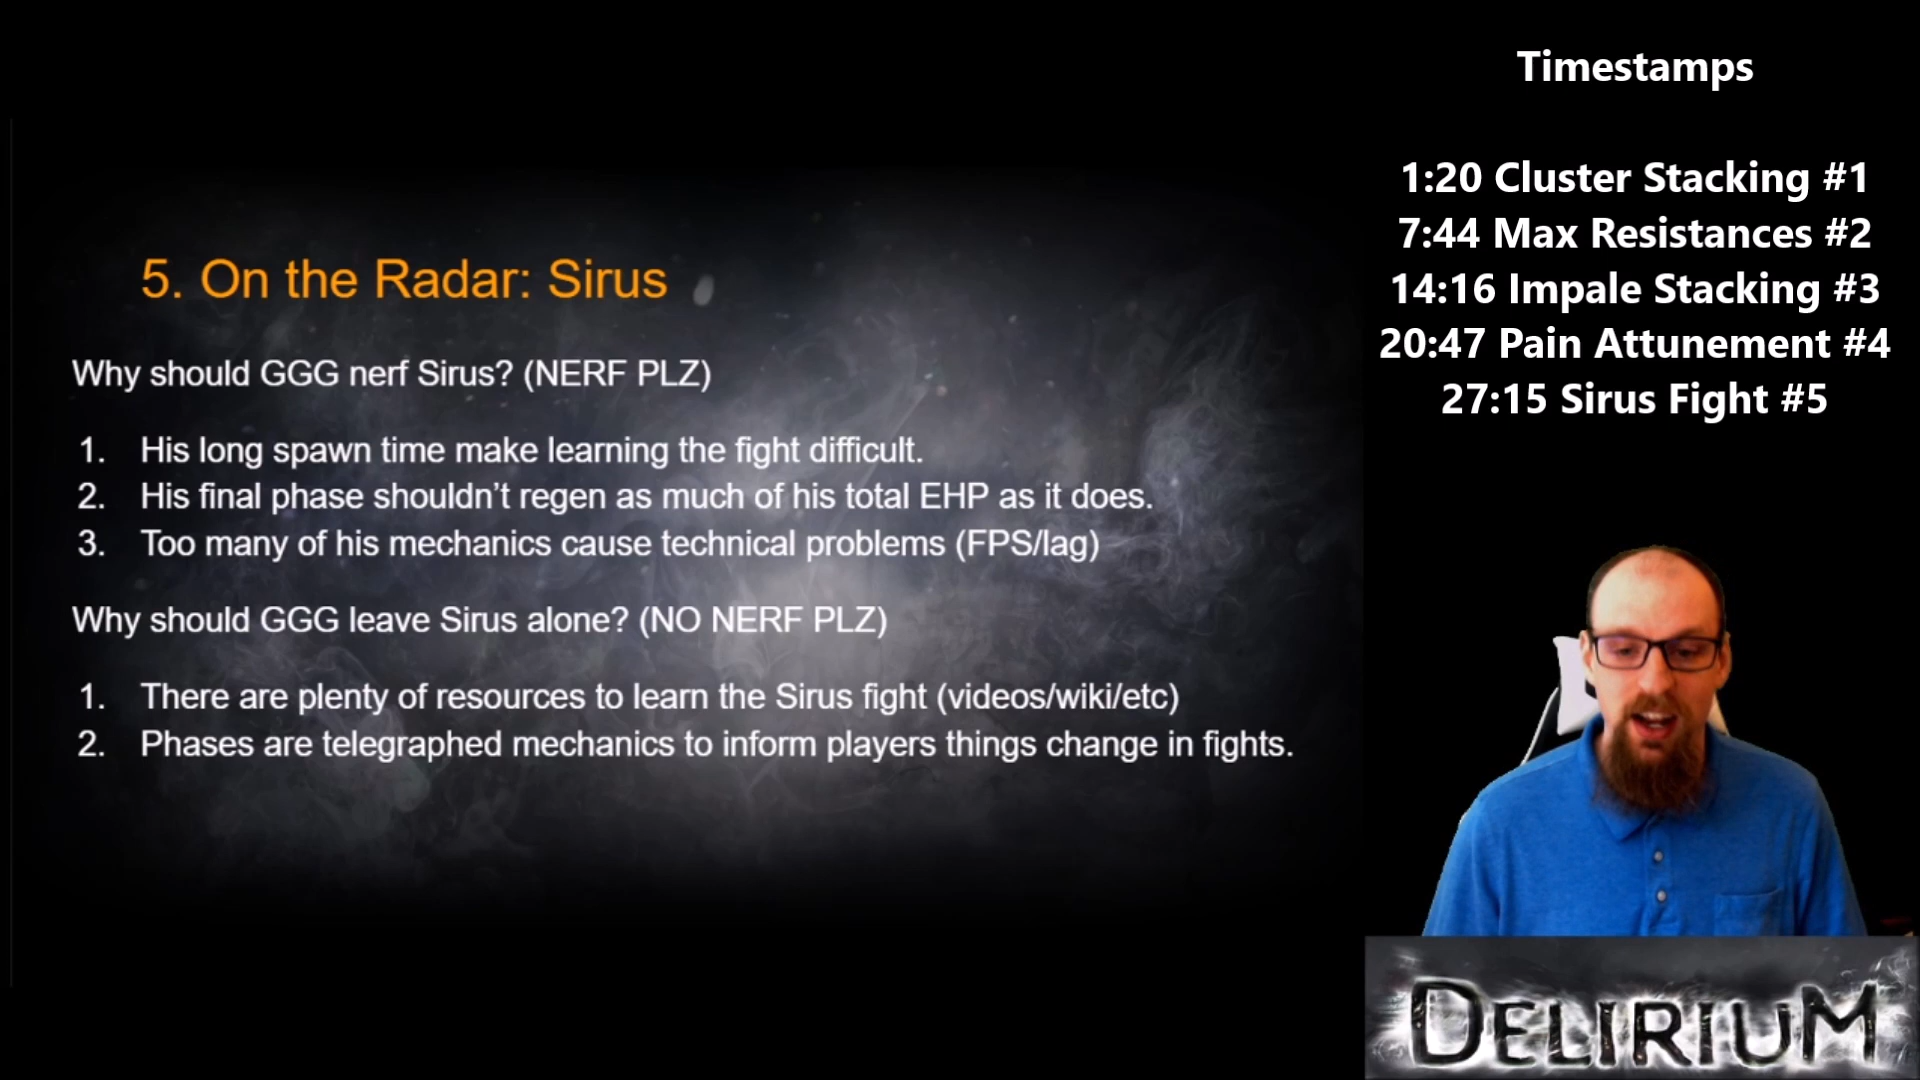 5. On the Radar: Sirus
Why should GGG nerf Sirus? (NERF PLZ)
1. His long spawn time make learning the fight difficult.
2. His final phase shouldn't regen as much of his total EHP as it does.
3. Too many of his mechanics cause technical problems (FPS/lag)
Why should GGG leave Sirus alone? (NO NERF PLZ)
1. There are plenty of resources to learn the Sirus fight (videos/wiki/etc)
2. Phases are telegraphed mechanics to inform players things change in fights.
Timestamps
1:20 Cluster Stacking #1
7:44 Max Resistances #2
14:16 Impale Stacking #3
20:47 Pain Attunement #4
27:15 Sirus Fight #5
DELIRIUM